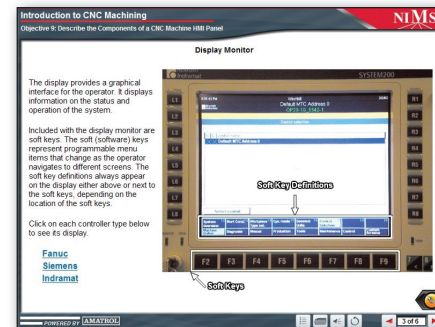 Introduction to CNC Machining
Objective 9: Describe the Components of a CNC Machine HMI Panel
NIMS
Display Monitor
The display provides a graphical
interface for the operator. It displays
information on the status and
operation of the system.
Included with the display monitor are
soft keys. The soft (software) keys
represent programmable menu
items that change as the operator
navigates to different screens. The
soft key definitions always appear
on the display either above or next to
the soft keys, depending on the
location of the soft keys.
Click on each controller type below
to see its display.
Fanuc
Siemens
Indramat
Indramat
SYSTEM200
Default MTC Address 0
Default MTC Address 0
L1
L2
L3
L4
L5
L6
L7
L8
R1
R2
R3
R4
R5
R6
R7
R8
Soft Key Definitions
F2 F3 F4 F5 F6 F7 F8 F9
Soft Keys
POWERED BY AMATROL
3 of 6